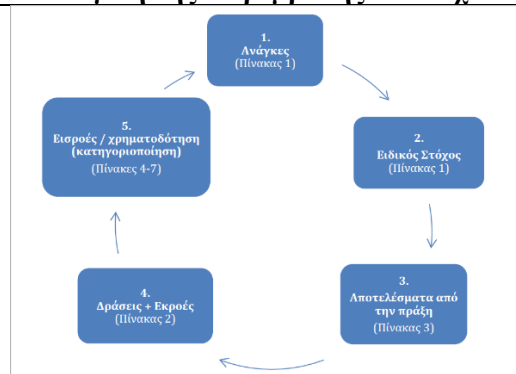 1.
Ανάγκες
(Πίνακας 1)
2.
Ειδικός Στόχος
(Πίνακας 1)
3.
Αποτελέσματα από
την πράξη
(Πίνακας 3)
4.
Δράσεις + Εκροές
(Πίνακας 2)
5.
Εισροές / χρηματοδότηση
(κατηγοριοποίηση)
(Πίνακες 4-7)